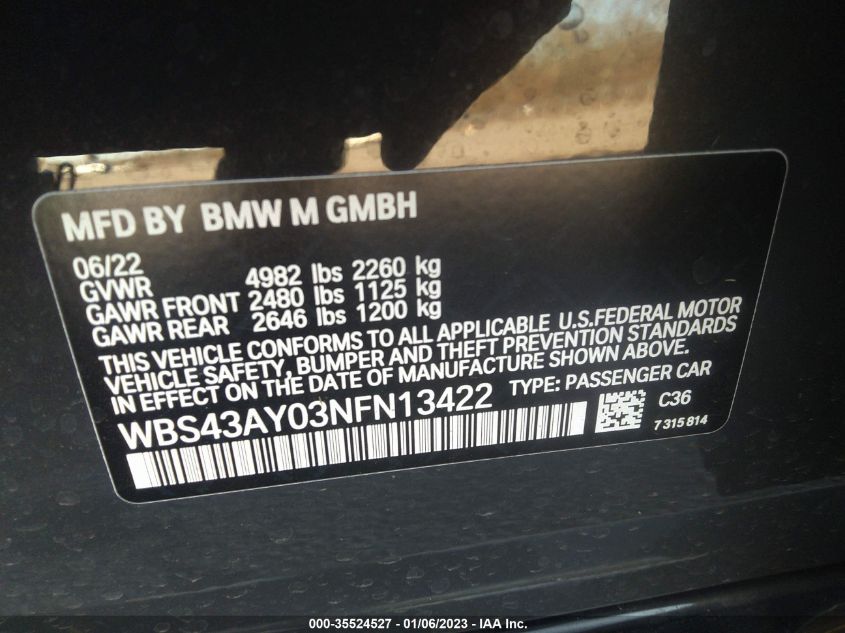 MFD BY BMW M GMBH
06/22
GVWR 4982 lbs 2260 kg
GAWR FRONT 2480 lbs 1125 kg
GAWR REAR 2646 lbs 1200 kg
THIS VEHICLE CONFORMS TO ALL APPLICABLE U.S.FEDERAL MOTOR
VEHICLE SAFETY, BUMPER AND THEFT PREVENTION STANDARDS
IN EFFECT ON THE DATE OF MANUFACTURE SHOWN ABOVE.
WBS43AY03NFN13422 TYPE: PASSENGER CAR
C36
7315814
000-35524527 - 01/06/2023 - IAA Inc.